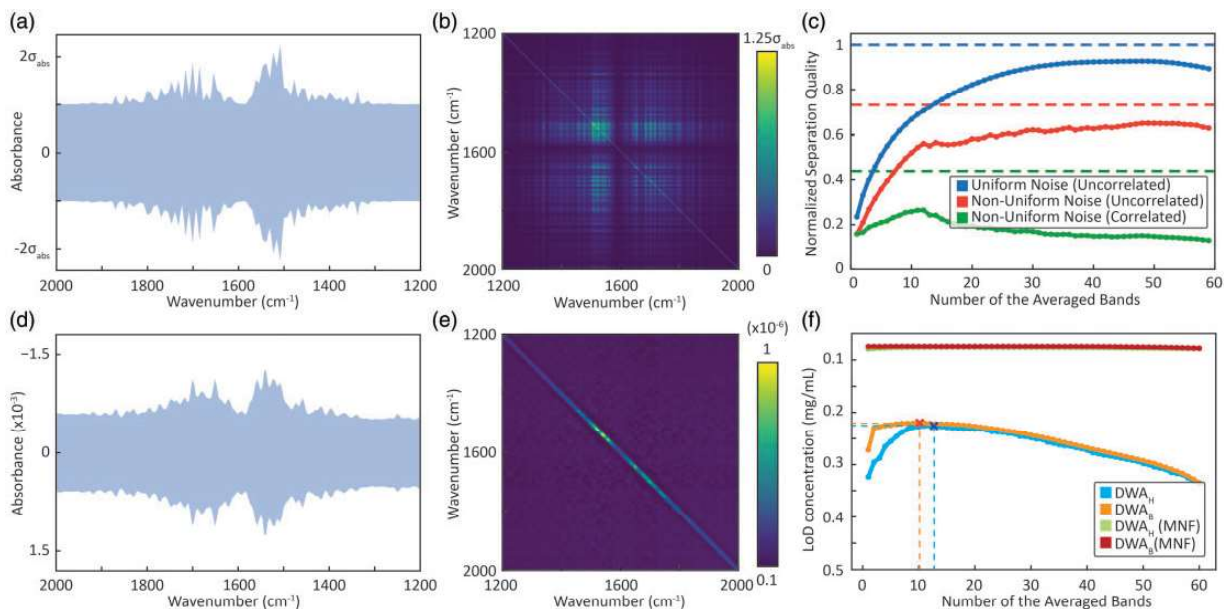 (a)
2σabs
0
-2σabs
Absorbance
2000 1800 1600 1400 1200
Wavenumber (cm-1)
(b)
1200
1600
2000
Wavenumber (cm-1)
1200 1600 2000
Wavenumber (cm-1)
1.25σabs
0
(c)
1
0.8
0.6
0.4
0.2
0
Normalized Separation Quality
Uniform Noise (Uncorrelated)
Non-Uniform Noise (Uncorrelated)
Non-Uniform Noise (Correlated)
0 10 20 30 40 50 60
Number of the Averaged Bands
(d)
−1.5
0
1.5
Absorbance (x10-3)
2000 1800 1600 1400 1200
Wavenumber (cm-1)
(e)
1200
1600
2000
Wavenumber (cm-1)
1200 1600 2000
Wavenumber (cm-1)
(x10-6)
1
0.1
(f)
0.1
0.2
0.3
0.3
0.4
0.5
LoD concentration (mg/mL)
DWAH
DWAB
DWAH (MNF)
DWAB(MNF)
0 10 20 30 40 50 60
Number of the Averaged Bands